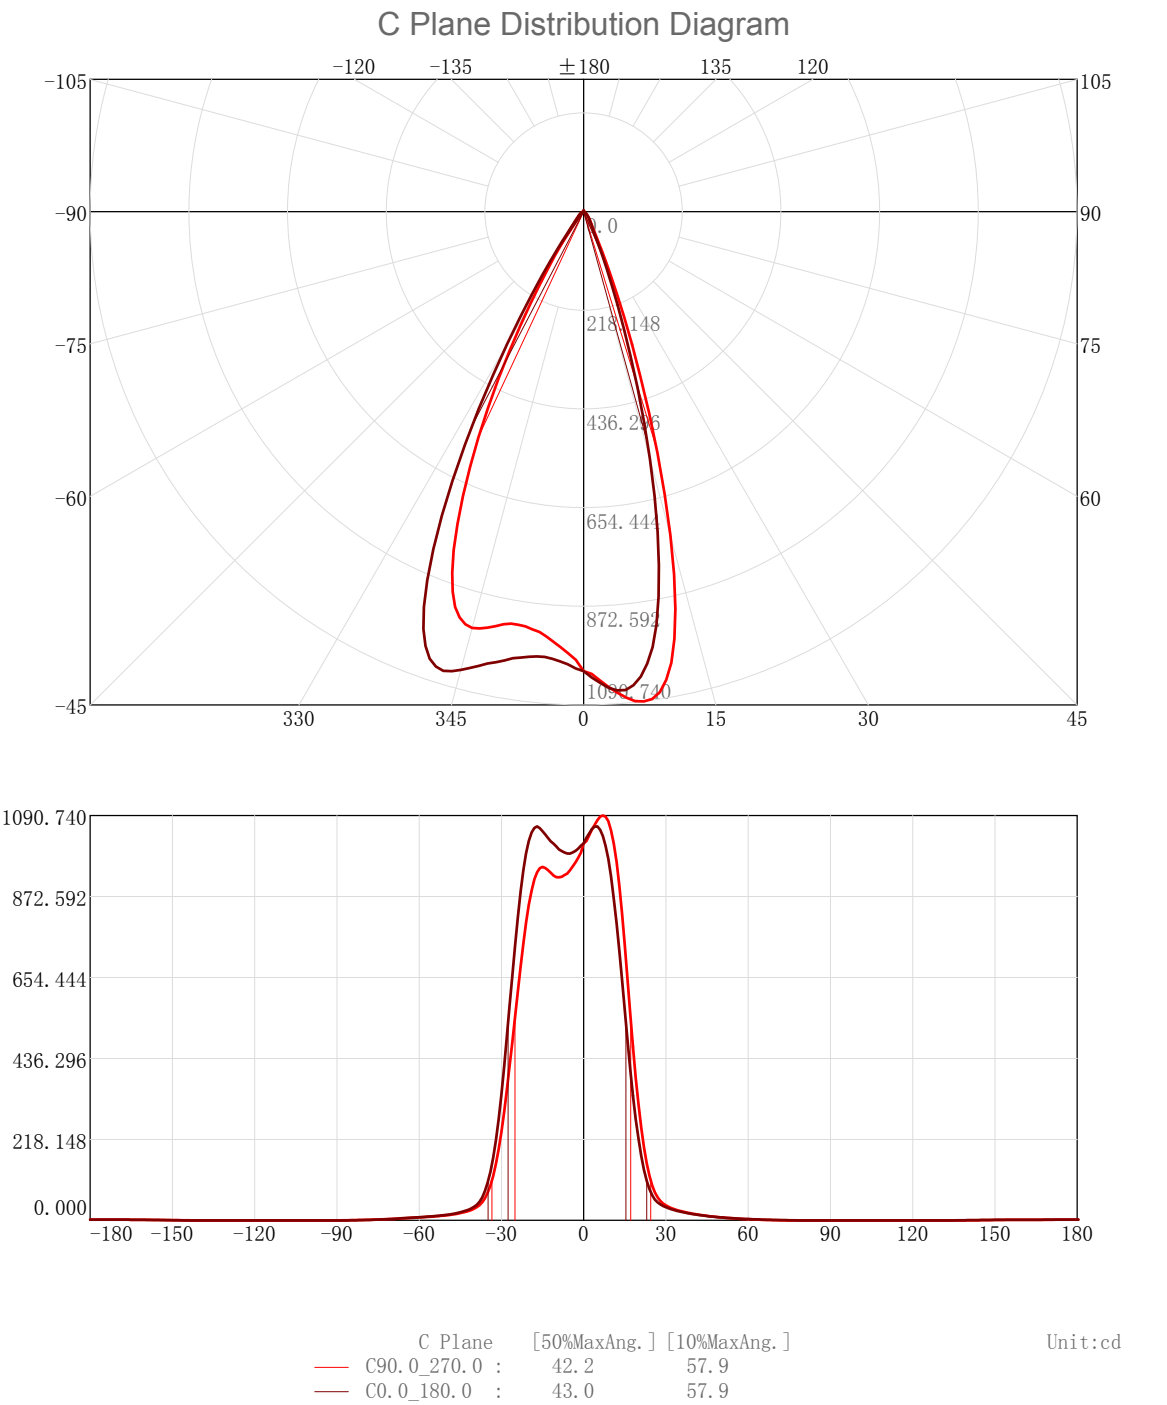 C Plane Distribution Diagram
-120 -135 ±180 135 120
-105 105
-90 90
0.0
218.148
-75 75
436.296
-60 60
654.444
872.592
1090.740
-45
330 345 0 15 30 45
1090.740
872.592
654.444
436.296
218.148
0.000
-180 -150 -120 -90 -60 -30 0 30 60 90 120 150 180
C Plane [50%MaxAng.] [10%MaxAng.] Unit:cd
C90.0_270.0 : 42.2 57.9
C0.0_180.0 : 43.0 57.9